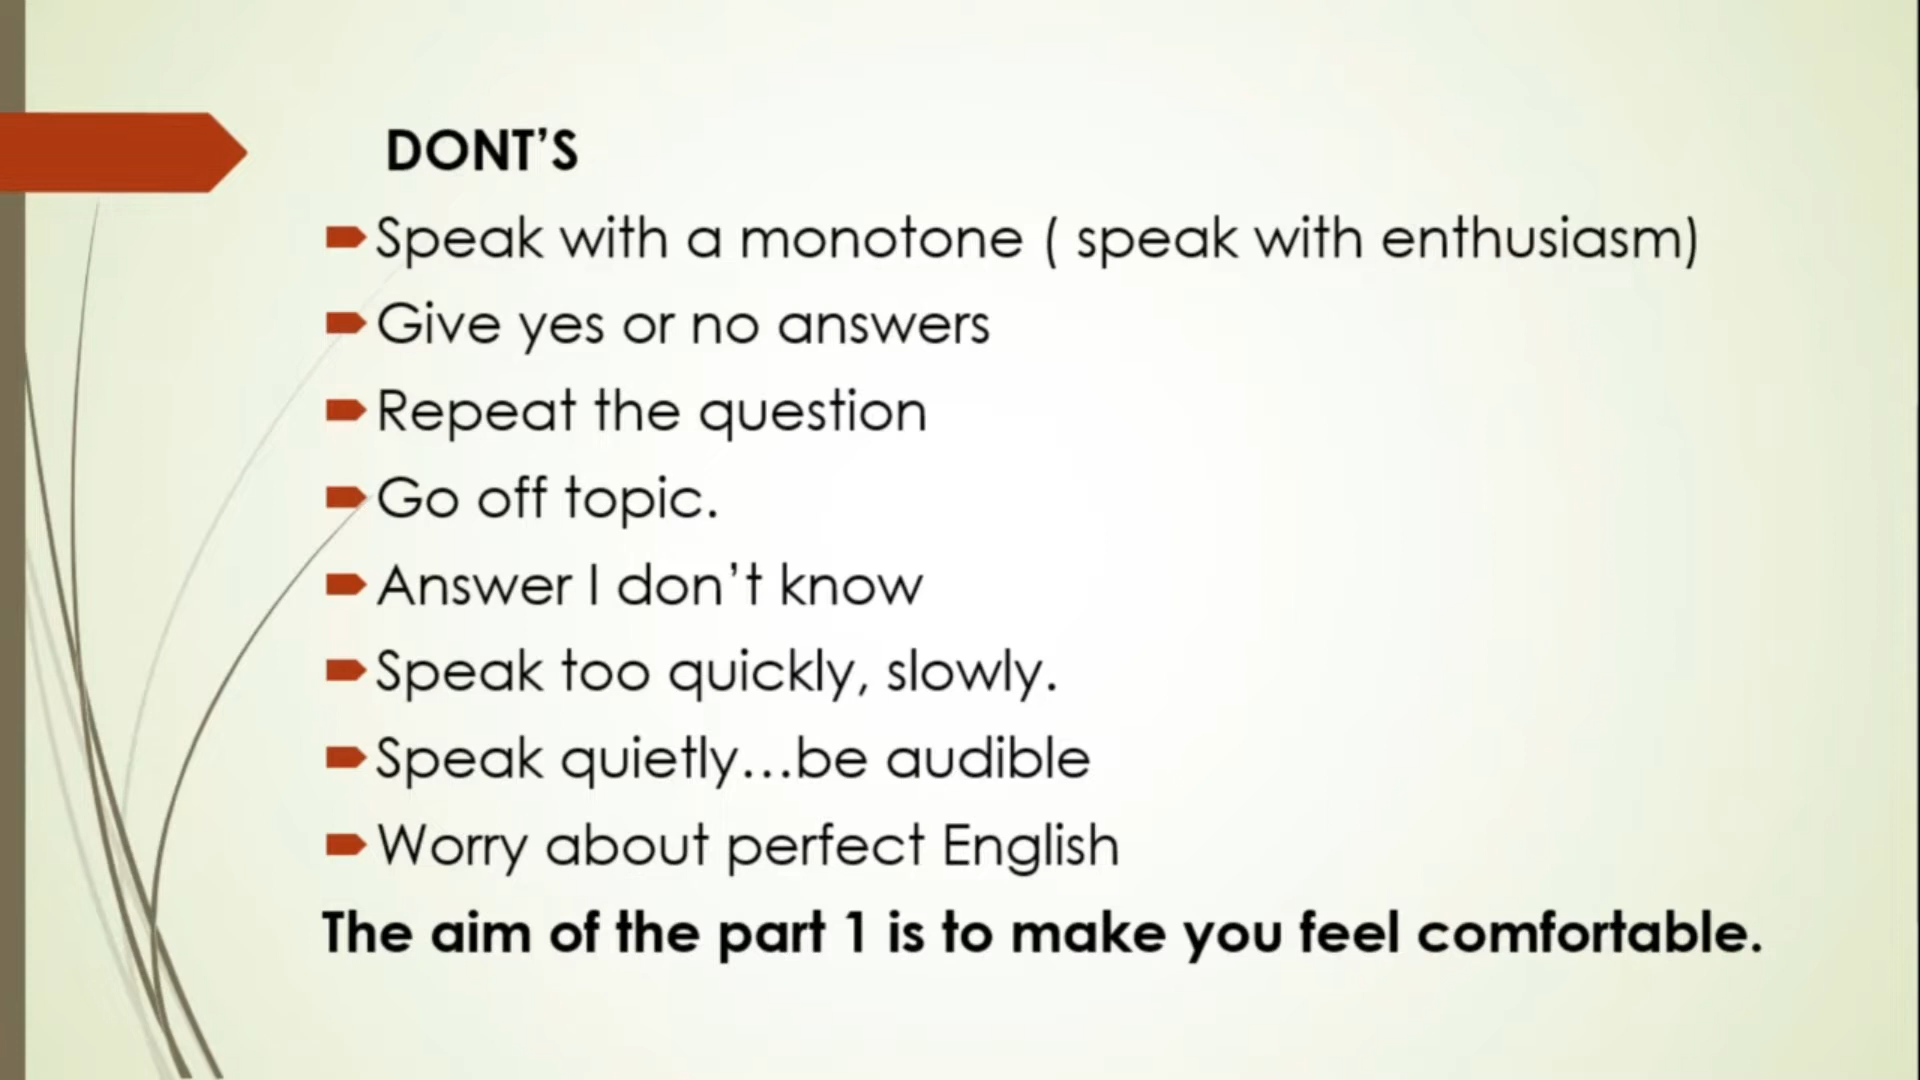 DONT’S
Speak with a monotone ( speak with enthusiasm)
Give yes or no answers
Repeat the question
Go off topic.
Answer I don’t know
Speak too quickly, slowly.
Speak quietly…be audible
Worry about perfect English
The aim of the part 1 is to make you feel comfortable.